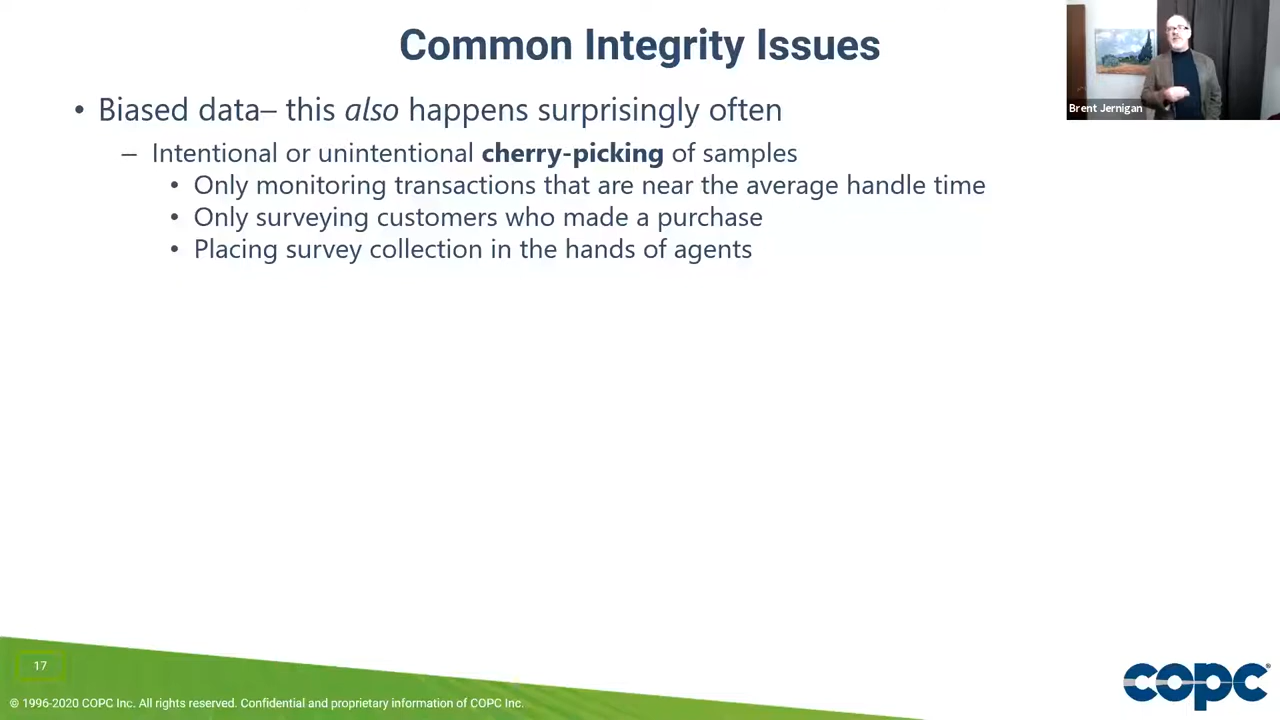 Common Integrity Issues
Brent Jernigan
• Biased data– this also happens surprisingly often
– Intentional or unintentional cherry-picking of samples
• Only monitoring transactions that are near the average handle time
• Only surveying customers who made a purchase
• Placing survey collection in the hands of agents
17
© 1996-2020 COPC Inc. All rights reserved. Confidential and proprietary information of COPC Inc.
copc®